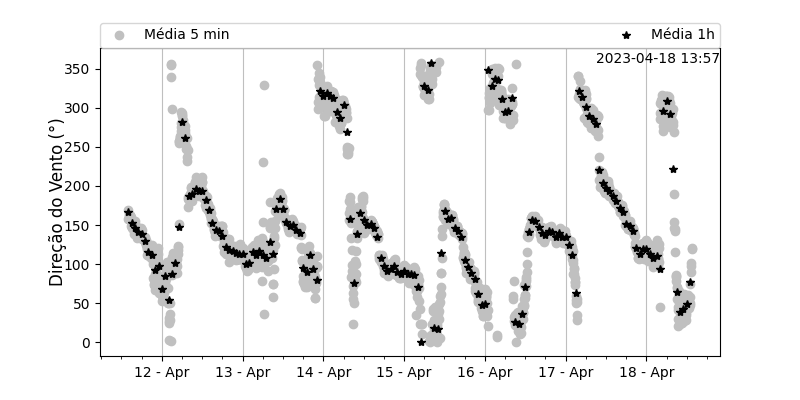 Média 5 min
Média 1h
2023-04-18 13:57
Direção do Vento (°)
350
300
250
200
150
100
50
0
12 - Apr
13 - Apr
14 - Apr
15 - Apr
16 - Apr
17 - Apr
18 - Apr